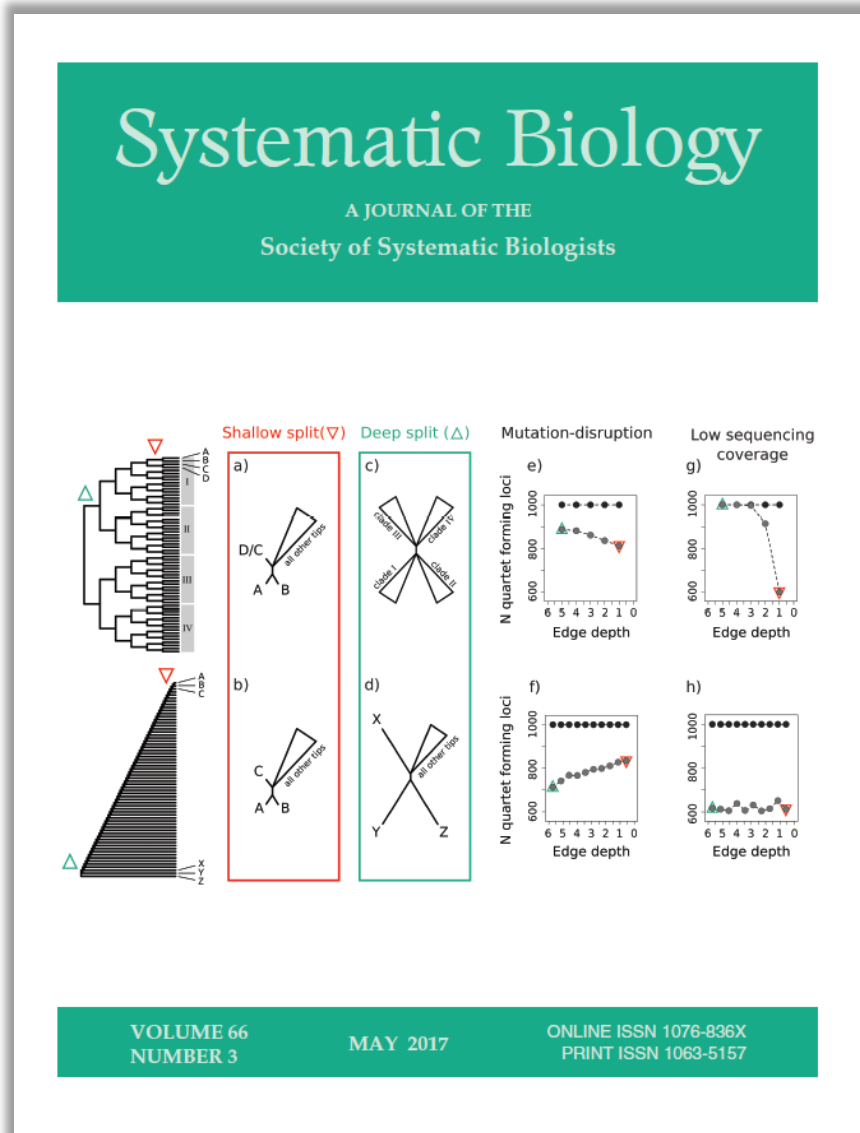 Systematic Biology
A JOURNAL OF THE
Society of Systematic Biologists
Shallow split(▽)
Deep split (△)
Mutation-disruption
Low sequencing
coverage
A
B
C
D
I
II
III
IV
a)
D/C
A
B
all other tips
c)
clade III
clade IV
clade I
clade II
e)
N quartet forming loci
1000
800
600
6 5 4 3 2 1 0
Edge depth
g)
1000
800
600
6 5 4 3 2 1 0
Edge depth
A
B
C
X
Y
Z
b)
C
A
B
all other tips
d)
X
all other tips
Y
Z
f)
N quartet forming loci
1000
800
600
6 5 4 3 2 1 0
Edge depth
h)
1000
800
600
6 5 4 3 2 1 0
Edge depth
VOLUME 66
NUMBER 3
MAY 2017
ONLINE ISSN 1076-836X
PRINT ISSN 1063-5157